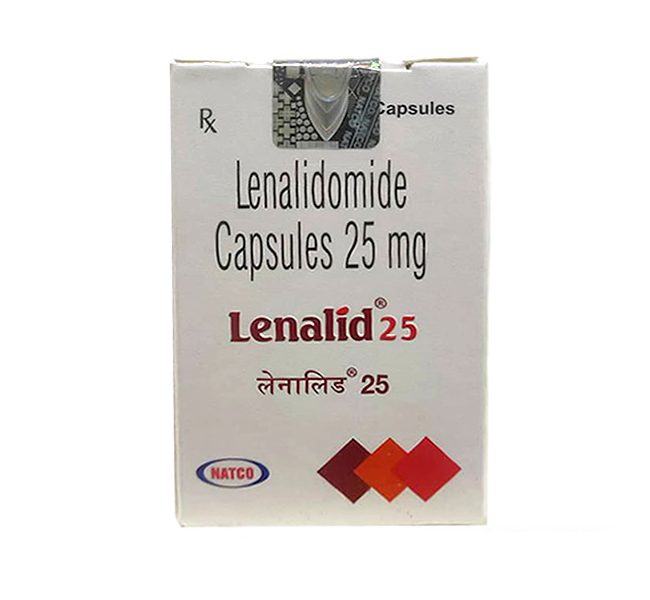 ℞
Capsules
Lenalidomide
Capsules 25 mg
Lenalid® 25
लेनालिड® 25
NATCO